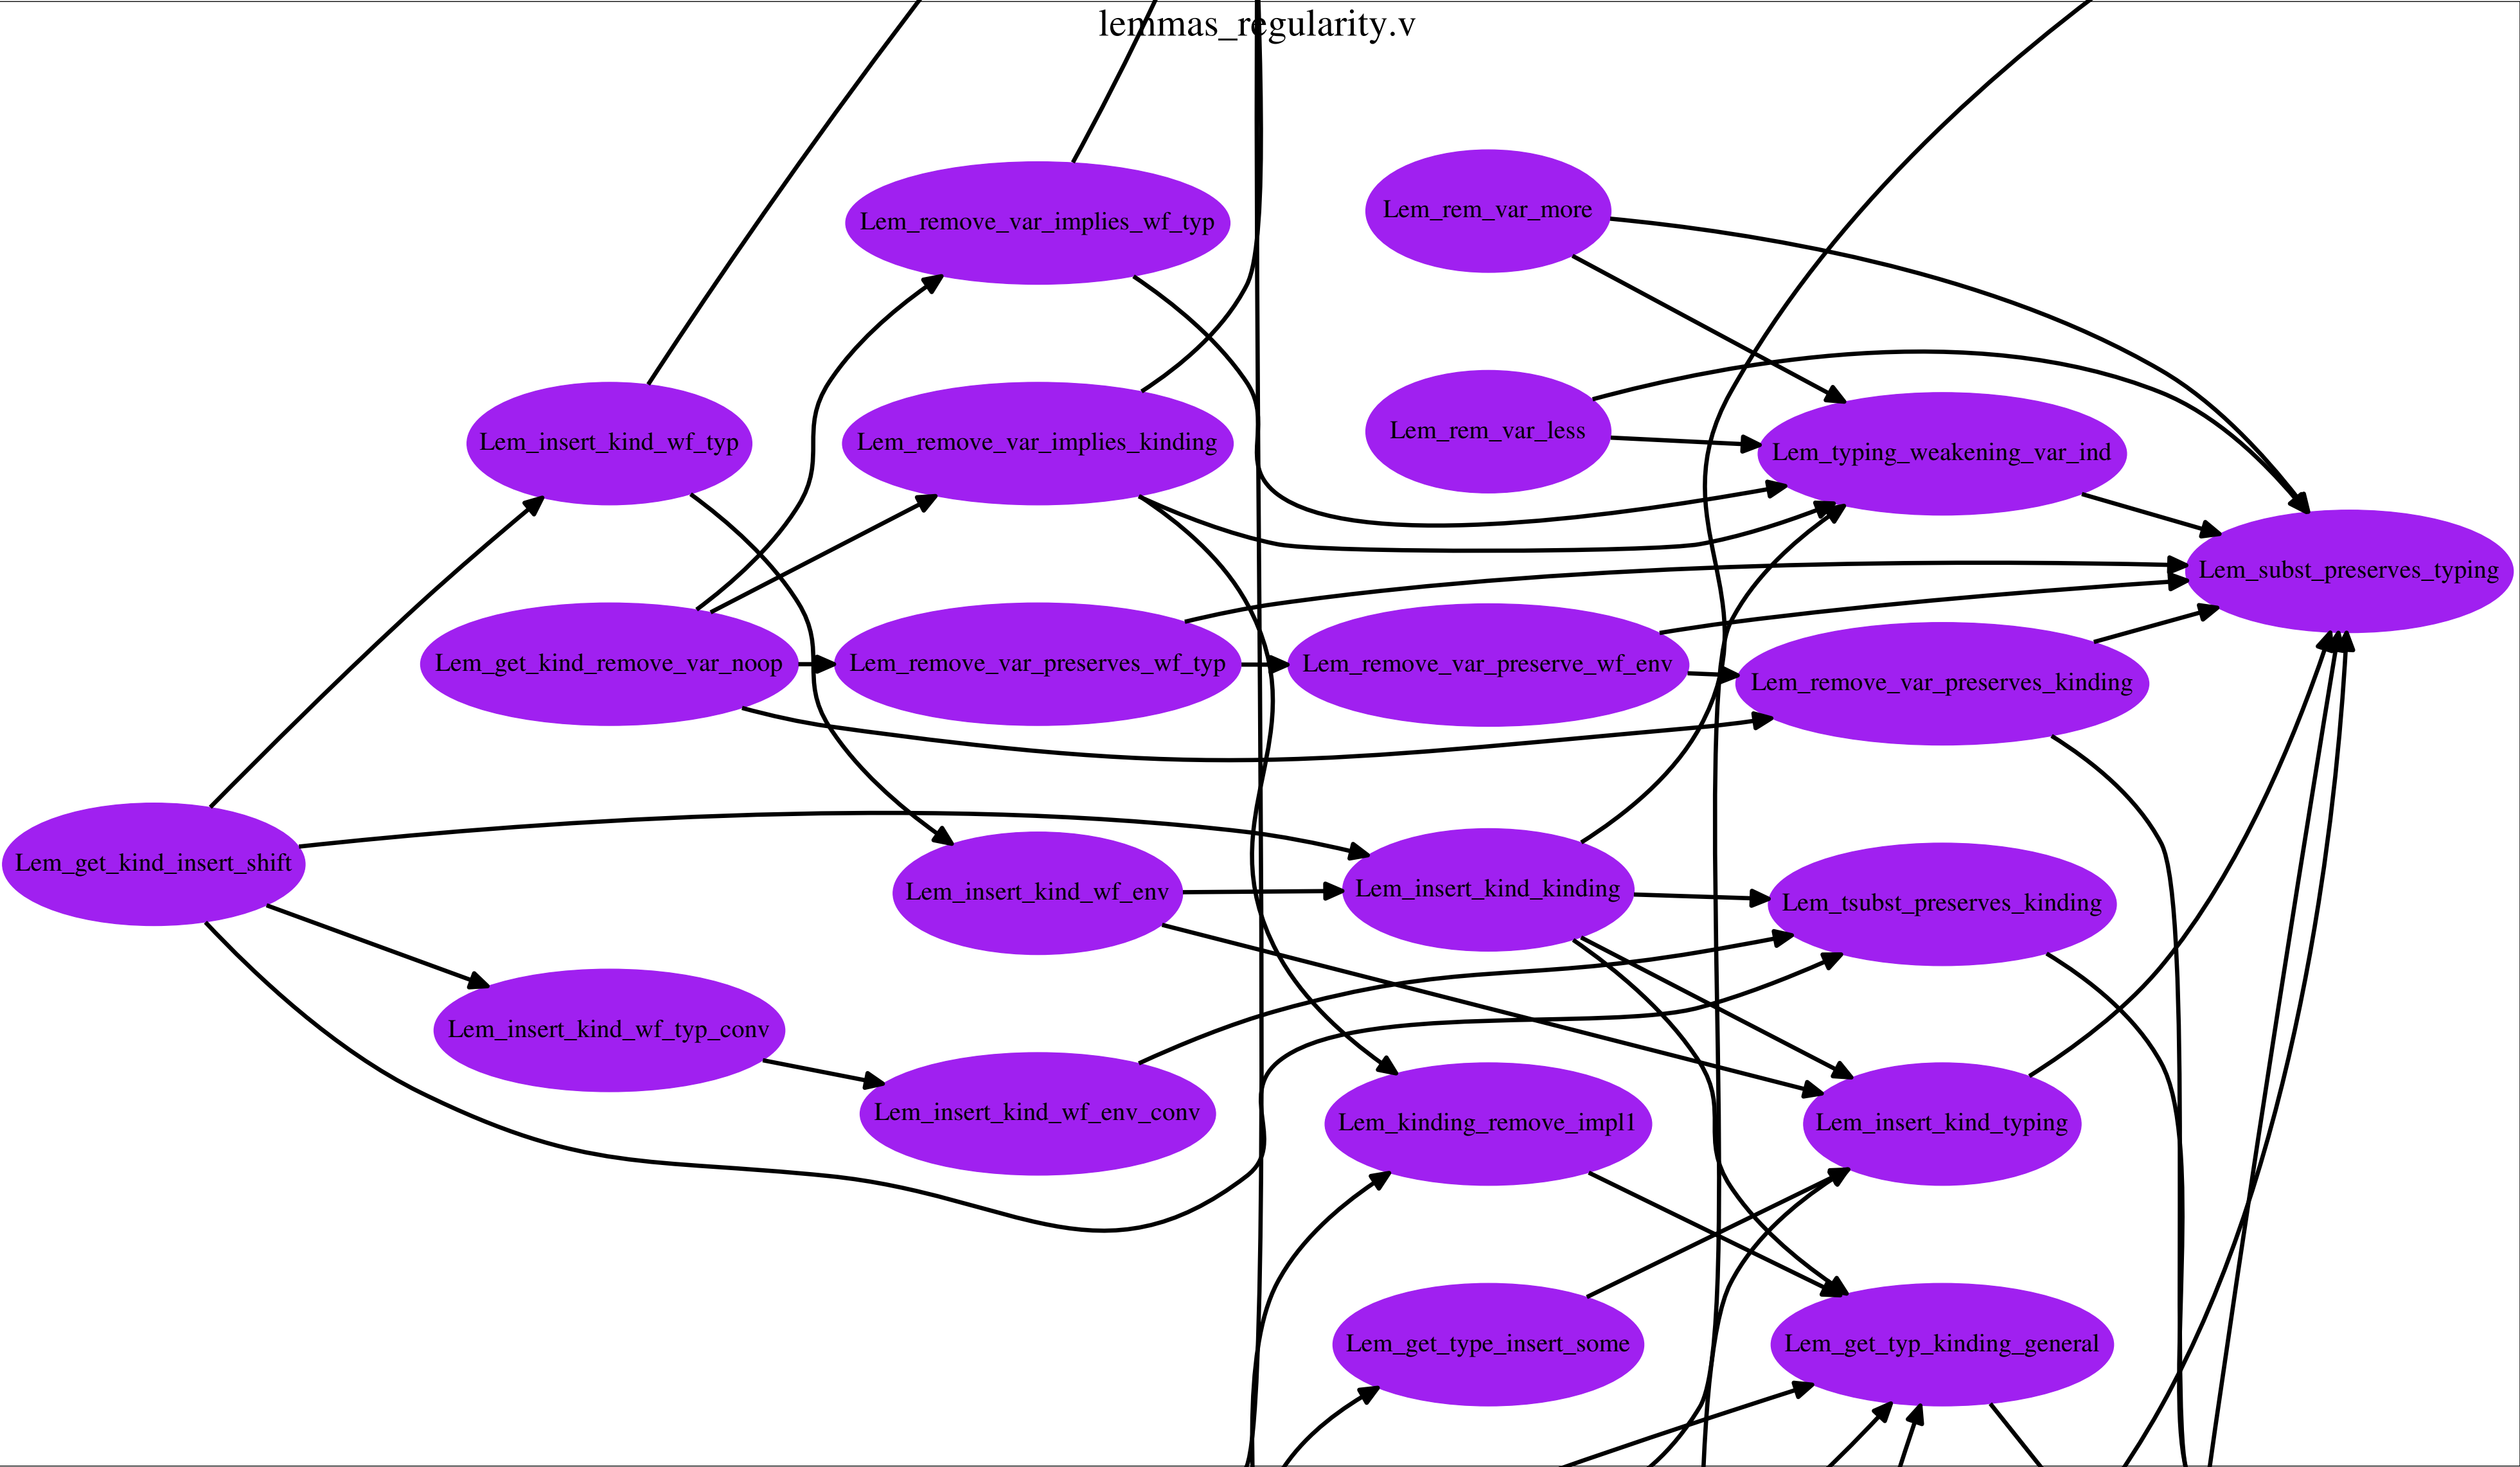 lemmas_regularity.v
Lem_remove_var_implies_wf_typ
Lem_rem_var_more
Lem_insert_kind_wf_typ
Lem_remove_var_implies_kinding
Lem_rem_var_less
Lem_typing_weakening_var_ind
Lem_subst_preserves_typing
Lem_get_kind_remove_var_noop
Lem_remove_var_preserves_wf_typ
Lem_remove_var_preserve_wf_env
Lem_remove_var_preserves_kinding
Lem_get_kind_insert_shift
Lem_insert_kind_wf_env
Lem_insert_kind_kinding
Lem_tsubst_preserves_kinding
Lem_insert_kind_wf_typ_conv
Lem_insert_kind_wf_env_conv
Lem_kinding_remove_impl1
Lem_insert_kind_typing
Lem_get_type_insert_some
Lem_get_typ_kinding_general